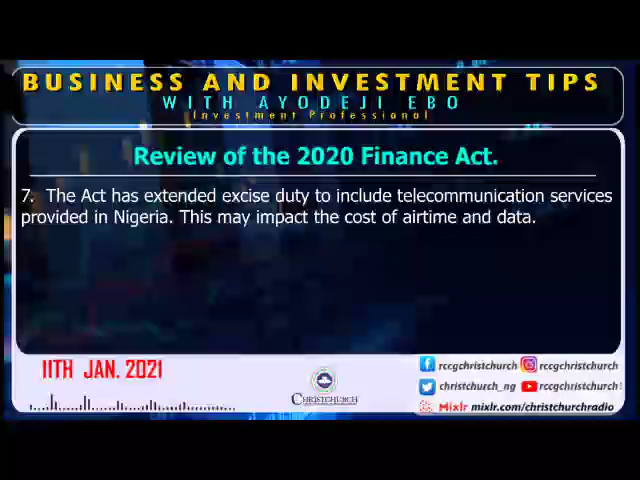 BUSINESS AND INVESTMENT TIPS
WITH AYODEJI EBO
Investment Professional
Review of the 2020 Finance Act.
7. The Act has extended excise duty to include telecommunication services
provided in Nigeria. This may impact the cost of airtime and data.
11TH JAN. 2021
CHRISTCHURCH
rccgchristchurch
rccgchristchurch
christchurch_ng
rccgchristchurch
Mixlr mixlr.com/christchurchradio